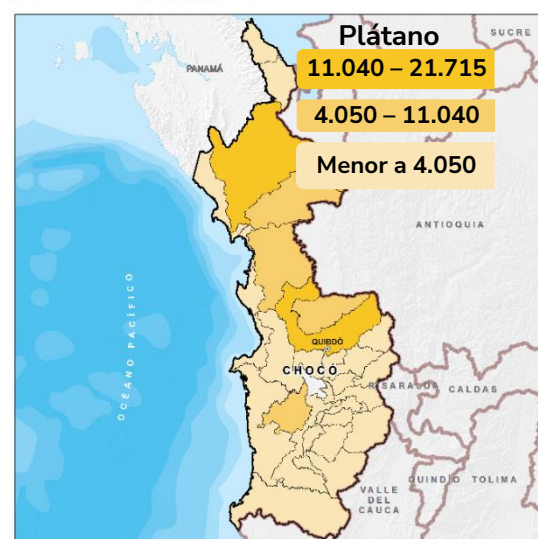 Plátano
11.040 – 21.715
4.050 – 11.040
Menor a 4.050
SUCRE
PANAMÁ
ANTIOQUIA
OCÉANO PACÍFICO
QUIBDÓ
CHOCÓ
RISARALDA
CALDAS
QUINDÍO
TOLIMA
VALLE
DEL
CAUCA